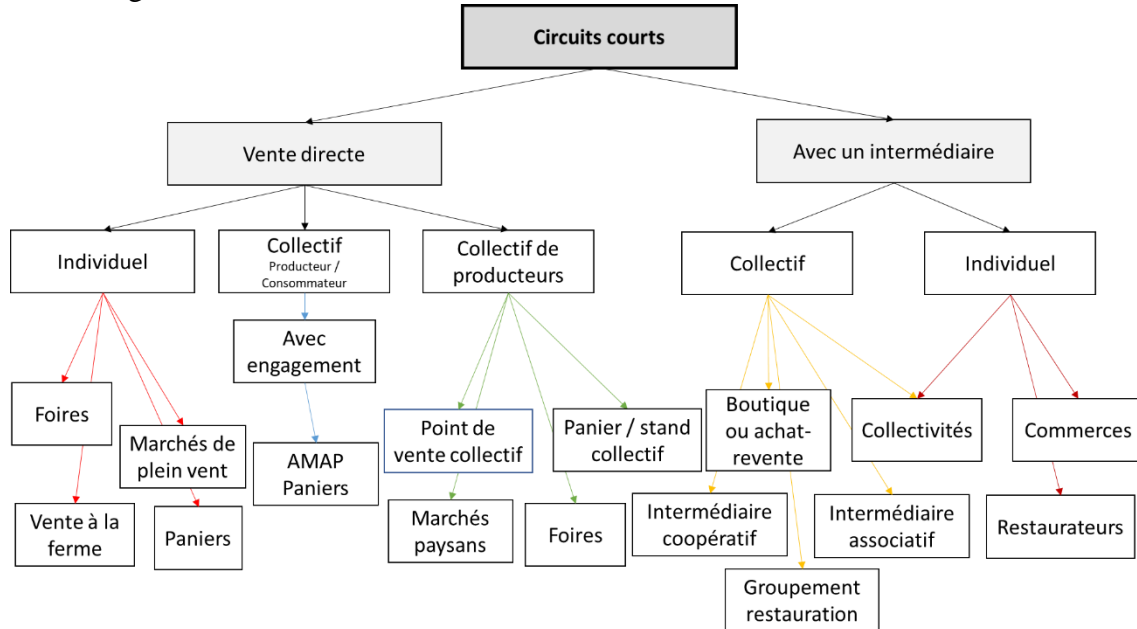 Circuits courts
Vente directe
Avec un intermédiaire
Individuel
Collectif
Producteur /
Consommateur
Collectif de
producteurs
Collectif
Individuel
Avec
engagement
Foires
Marchés de
plein vent
AMAP
Paniers
Point de
vente collectif
Panier / stand
collectif
Boutique
ou achat-
revente
Collectivités
Commerces
Vente à la
ferme
Paniers
Marchés
paysans
Foires
Intermédiaire
coopératif
Intermédiaire
associatif
Restaurateurs
Groupement
restauration